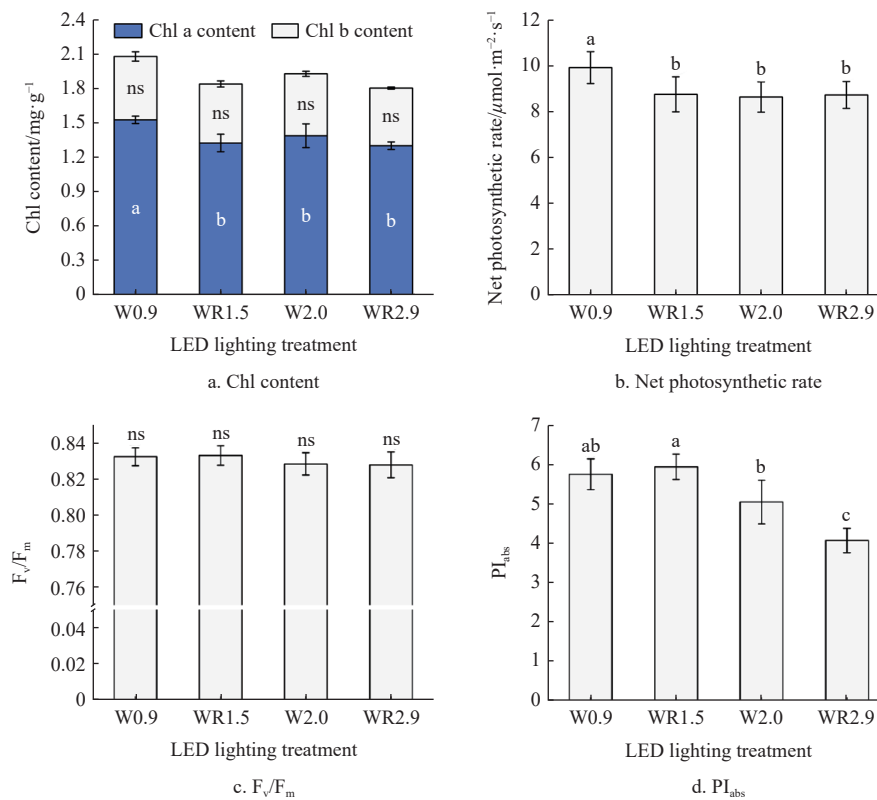 2.4
2.1
1.8
1.5
1.2
0.9
0.6
0.3
0
Chl content/mg·g⁻¹
Chl a content
Chl b content
ns
ns
ns
ns
a
b
b
b
W0.9 WR1.5 W2.0 WR2.9
LED lighting treatment
a. Chl content
12
10
8
6
4
2
0
Net photosynthetic rate/μmol·m⁻²·s⁻¹
a b b b
W0.9 WR1.5 W2.0 WR2.9
LED lighting treatment
b. Net photosynthetic rate
0.84
0.82
0.80
0.78
0.76
0.04
0.02
0
Fᵥ/Fₘ
ns ns ns ns
W0.9 WR1.5 W2.0 WR2.9
LED lighting treatment
c. Fᵥ/Fₘ
7
6
5
4
3
2
1
0
PI_abs
ab a b c
W0.9 WR1.5 W2.0 WR2.9
LED lighting treatment
d. PI_abs